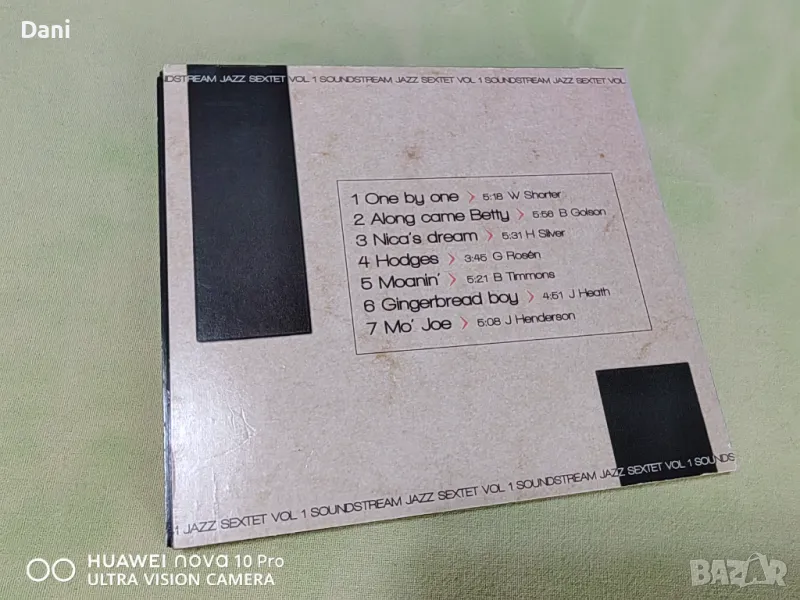 Dani
NDSTREAM JAZZ SEXTET VOL 1 SOUNDSTREAM JAZZ SEXTET VOL 1 SOUNDSTREAM JAZZ SEXTET VOL
1 One by one > 5:18 W Shorter
2 Along came Betty > 5:56 B Golson
3 Nica's dream > 5:31 H Silver
4 Hodges > 3:45 G Rosén
5 Moanin' > 5:21 B Timmons
6 Gingerbread boy > 4:51 J Heath
7 Mo' Joe > 5:08 J Henderson
1 JAZZ SEXTET VOL 1 SOUNDSTREAM JAZZ SEXTET VOL 1 SOUNDSTREAM JAZZ SEXTET VOL 1 SOUNDS
HUAWEI nova 10 Pro
ULTRA VISION CAMERA
BAZAR